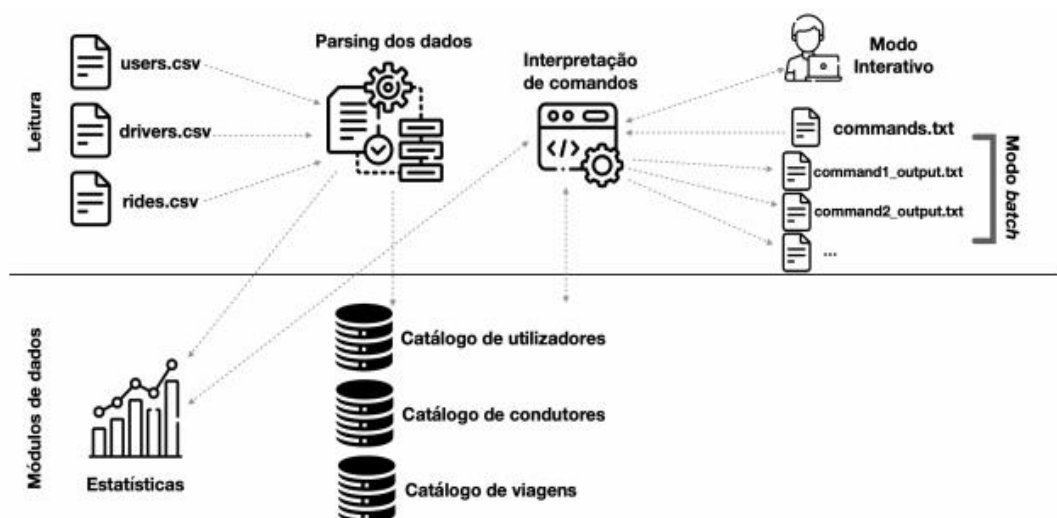 Leitura
users.csv
drivers.csv
rides.csv
Parsing dos dados
Interpretação
de comandos
</>
Modo
Interativo
commands.txt
command1_output.txt
command2_output.txt
...
Modo batch
Módulos de dados
Estatísticas
Catálogo de utilizadores
Catálogo de condutores
Catálogo de viagens